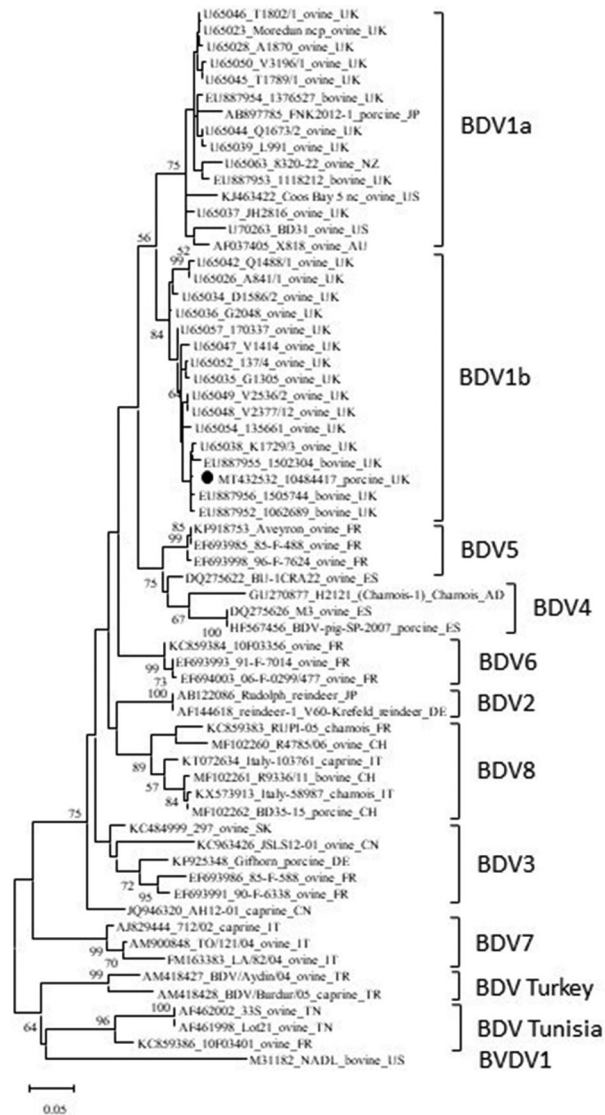 U65046_T1802/1_ovine_UK
U65023_Moredun ncp_ovine_UK
U65028_A1870_ovine_UK
U65050_V3196/1_ovine_UK
U65045_T1789/1_ovine_UK
EU887954_1376527_bovine_UK
AB897785_FNK2012-1_porcine_JP
U65044_Q1673/2_ovine_UK
U65039_L991_ovine_UK
75
U65063_8320-22_ovine_NZ
EU887953_1118212_bovine_UK
KJ463422_Coos Bay 5 nc_ovine_US
U65037_JH2816_ovine_UK
U70263_BD31_ovine_US
AF037405_X818_ovine_AU
BDV1a
56
52
99
U65042_Q1488/1_ovine_UK
U65026_A841/1_ovine_UK
U65034_D1586/2_ovine_UK
U65036_G2048_ovine_UK
84
U65057_170337_ovine_UK
U65047_V1414_ovine_UK
U65052_137/4_ovine_UK
U65035_G1305_ovine_UK
64
U65049_V2536/2_ovine_UK
U65048_V2377/12_ovine_UK
U65054_135661_ovine_UK
U65038_K1729/3_ovine_UK
EU887955_1502304_bovine_UK
MT432532_10484417_porcine_UK
EU887956_1505744_bovine_UK
EU887952_1062689_bovine_UK
BDV1b
85
KF918753_Aveyron_ovine_FR
99
EF693985_85-F-488_ovine_FR
EF693998_96-F-7624_ovine_FR
BDV5
75
DQ275622_BU-1CRA22_ovine_ES
GU270877_H2121_(Chamois-1)_Chamois_AD
67
DQ275626_M3_ovine_ES
100
HF567456_BDV-pig-SP-2007_porcine_ES
BDV4
KC859384_10F03356_ovine_FR
99
EF693993_91-F-7014_ovine_FR
73
EF694003_06-F-0299/477_ovine_FR
BDV6
100
AB122086_Rudolph_reindeer_JP
AF144618_reindeer-1_V60-Krefeld_reindeer_DE
BDV2
KC859383_RUPI-05_chamois_FR
MF102260_R4785/06_ovine_CH
89
KT072634_Italy-103761_caprine_IT
57
MF102261_R9336/11_bovine_CH
84
KX573913_Italy-58987_chamois_IT
MF102262_BD35-15_porcine_CH
BDV8
75
KC484999_297_ovine_SK
KC963426_JSLS12-01_ovine_CN
KF925348_Gifhorn_porcine_DE
72
EF693986_85-F-588_ovine_FR
95
EF693991_90-F-6338_ovine_FR
BDV3
JQ946320_AH12-01_caprine_CN
AJ829444_712/02_caprine_IT
99
AM900848_TO/121/04_ovine_IT
70
FM163383_LA/82/04_ovine_IT
BDV7
99
AM418427_BDV/Aydin/04_ovine_TR
AM418428_BDV/Burdur/05_caprine_TR
BDV Turkey
100
AF462002_33S_ovine_TN
96
AF461998_Lot21_ovine_TN
64
KC859386_10F03401_ovine_FR
BDV Tunisia
M31182_NADL_bovine_US
BVDV1
0.05